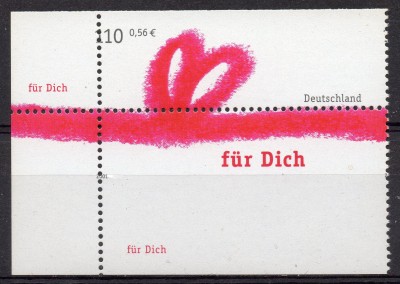 110 0,56 €
für Dich
Deutschland
für Dich
für Dich